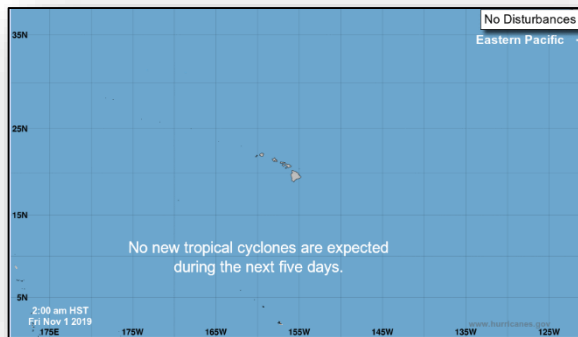 No Disturbances
Eastern Pacific
35N
25N
15N
No new tropical cyclones are expected
during the next five days.
5N
2:00 am HST
Fri Nov 1 2019
www.hurricanes.gov
175E
175W
165W
155W
145W
135W
125W